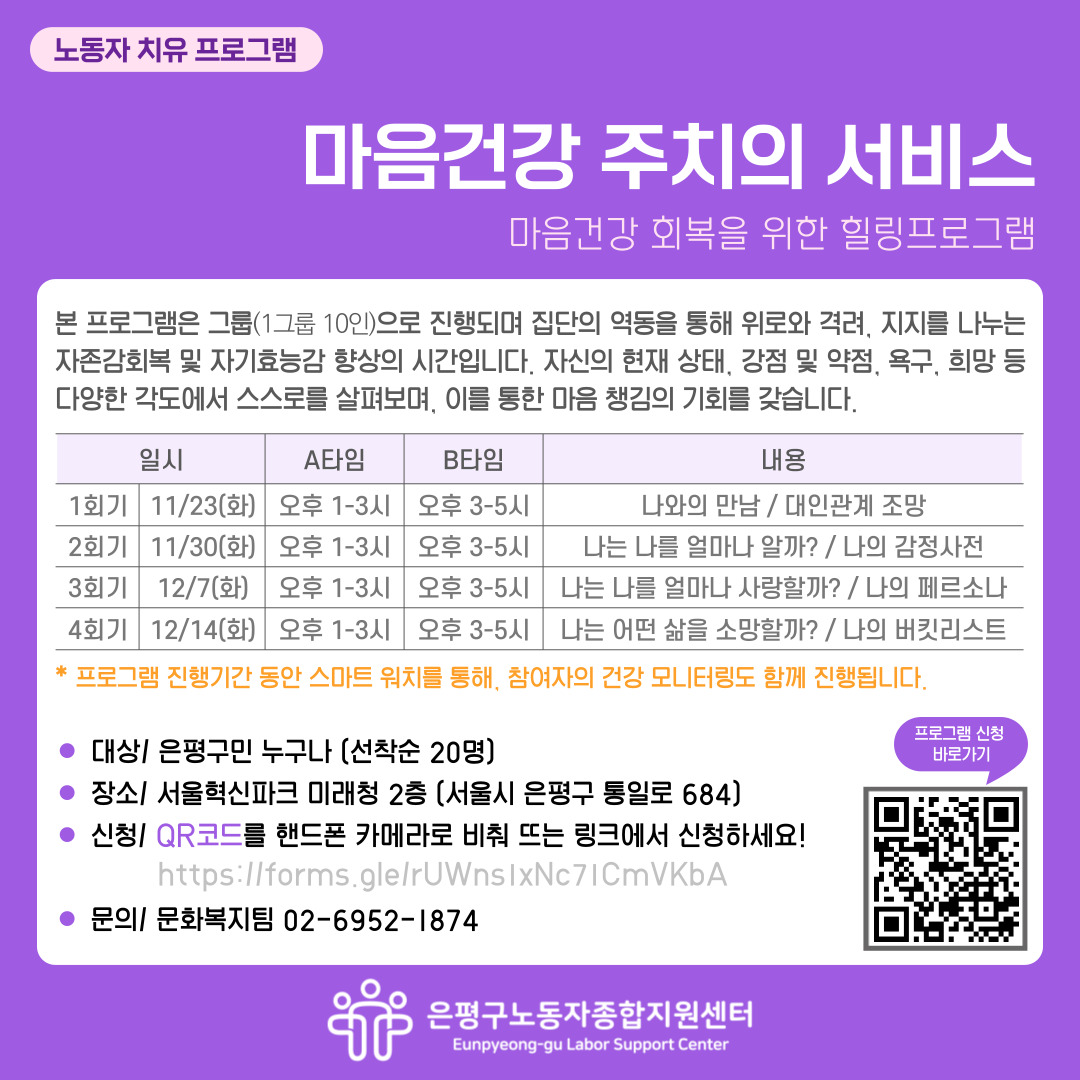 노동자 치유 프로그램
마음건강 주치의 서비스
마음건강 회복을 위한 힐링프로그램
본 프로그램은 그룹(1그룹 10인)으로 진행되며 집단의 역동을 통해 위로와 격려, 지지를 나누는
자존감회복 및 자기효능감 향상의 시간입니다. 자신의 현재 상태, 강점 및 약점, 욕구, 희망 등
다양한 각도에서 스스로를 살펴보며, 이를 통한 마음 챙김의 기회를 갖습니다.
일시 A타임 B타임 내용
1회기 11/23(화) 오후 1-3시 오후 3-5시 나와의 만남 / 대인관계 조망
2회기 11/30(화) 오후 1-3시 오후 3-5시 나는 나를 얼마나 알까? / 나의 감정사전
3회기 12/7(화) 오후 1-3시 오후 3-5시 나는 나를 얼마나 사랑할까? / 나의 페르소나
4회기 12/14(화) 오후 1-3시 오후 3-5시 나는 어떤 삶을 소망할까? / 나의 버킷리스트
* 프로그램 진행기간 동안 스마트 워치를 통해, 참여자의 건강 모니터링도 함께 진행됩니다.
● 대상/ 은평구민 누구나 (선착순 20명)
● 장소/ 서울혁신파크 미래청 2층 (서울시 은평구 통일로 684)
● 신청/ QR코드를 핸드폰 카메라로 비춰 뜨는 링크에서 신청하세요!
https://forms.gle/rUWns1xNc71CmVKbA
● 문의/ 문화복지팀 02-6952-1874
프로그램 신청
바로가기
은평구노동자종합지원센터
Eunpyeong-gu Labor Support Center